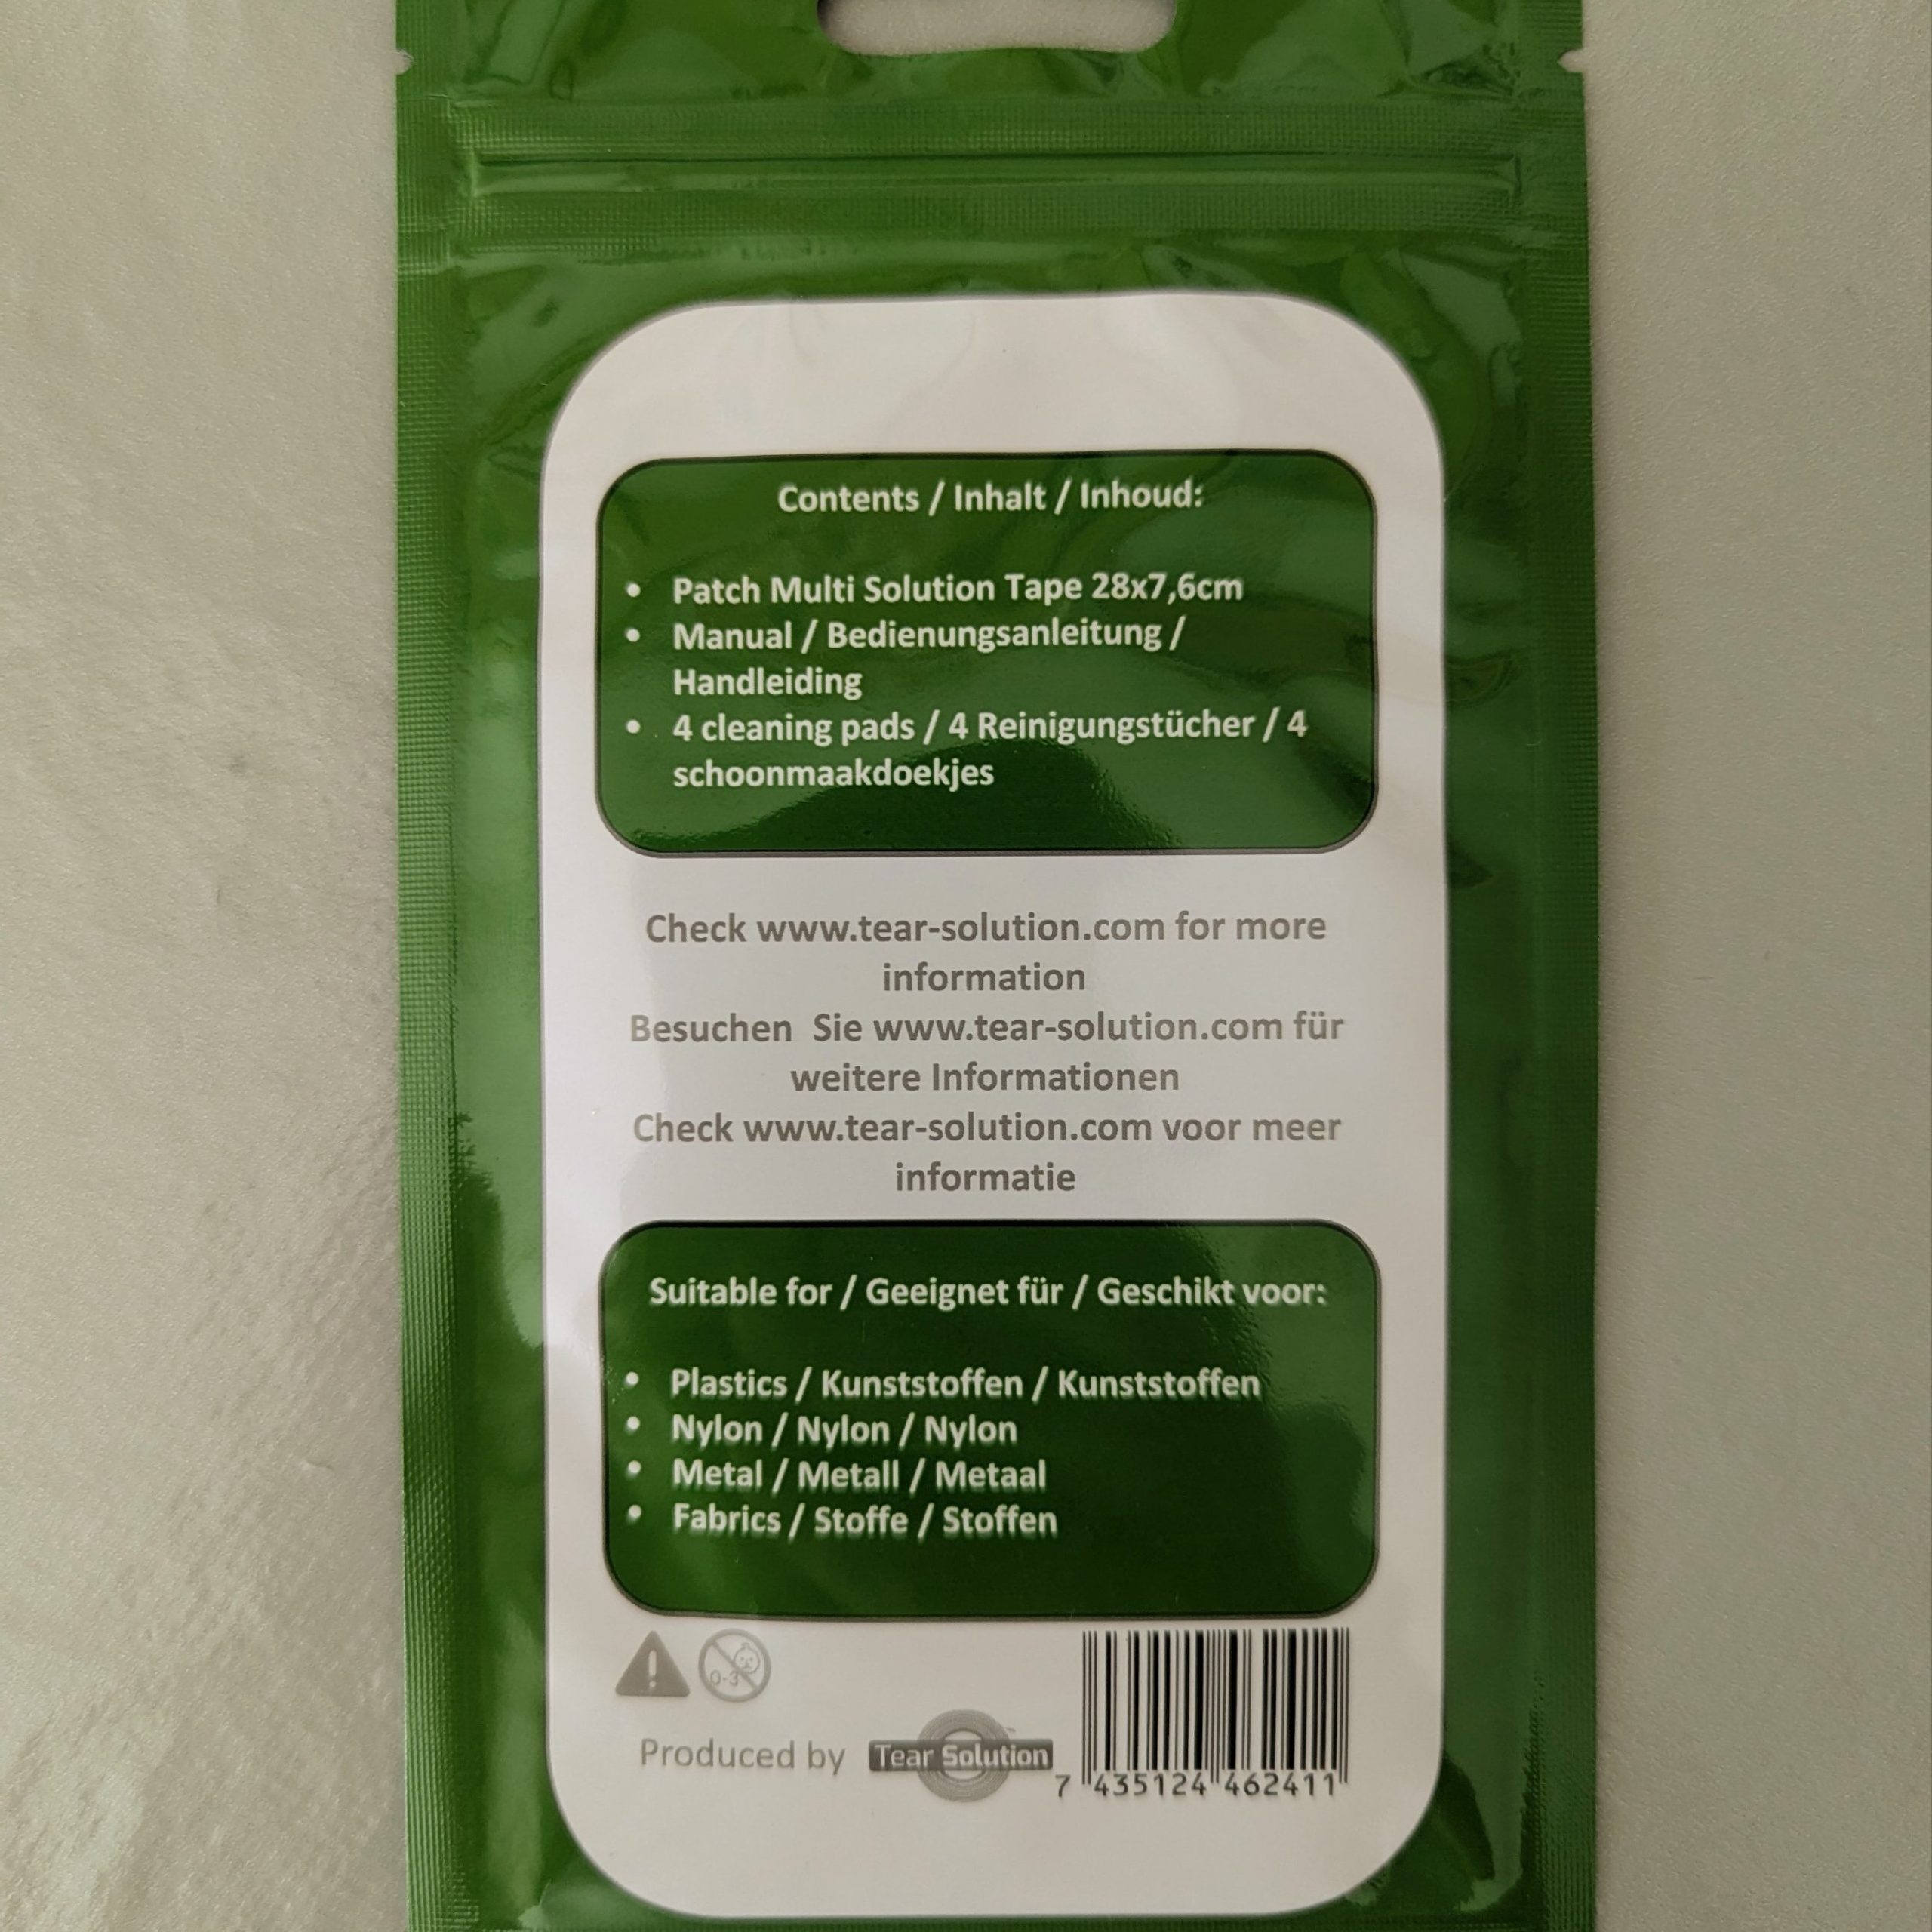 Contents / Inhalt / Inhoud:
• Patch Multi Solution Tape 28x7,6cm
• Manual / Bedienungsanleitung /
Handleiding
• 4 cleaning pads / 4 Reinigungstücher / 4
schoonmaakdoekjes
Check www.tear-solution.com for more
information
Besuchen Sie www.tear-solution.com für
weitere Informationen
Check www.tear-solution.com voor meer
informatie
Suitable for / Geeignet für / Geschikt voor:
• Plastics / Kunststoffen / Kunststoffen
• Nylon / Nylon / Nylon
• Metal / Metall / Metaal
• Fabrics / Stoffe / Stoffen
0-3
Produced by Tear Solution
7 435124 462411